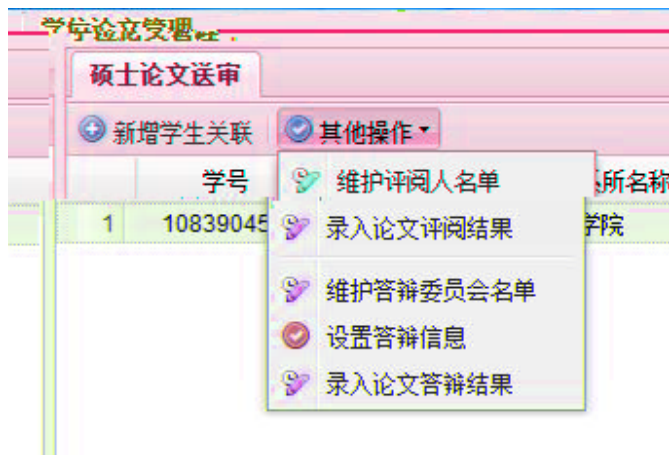 学位论文管理
硕士论文送审
新增学生关联 其他操作
学号 所名称
1 10839045 学院
维护评阅人名单
录入论文评阅结果
维护答辩委员会名单
设置答辩信息
录入论文答辩结果